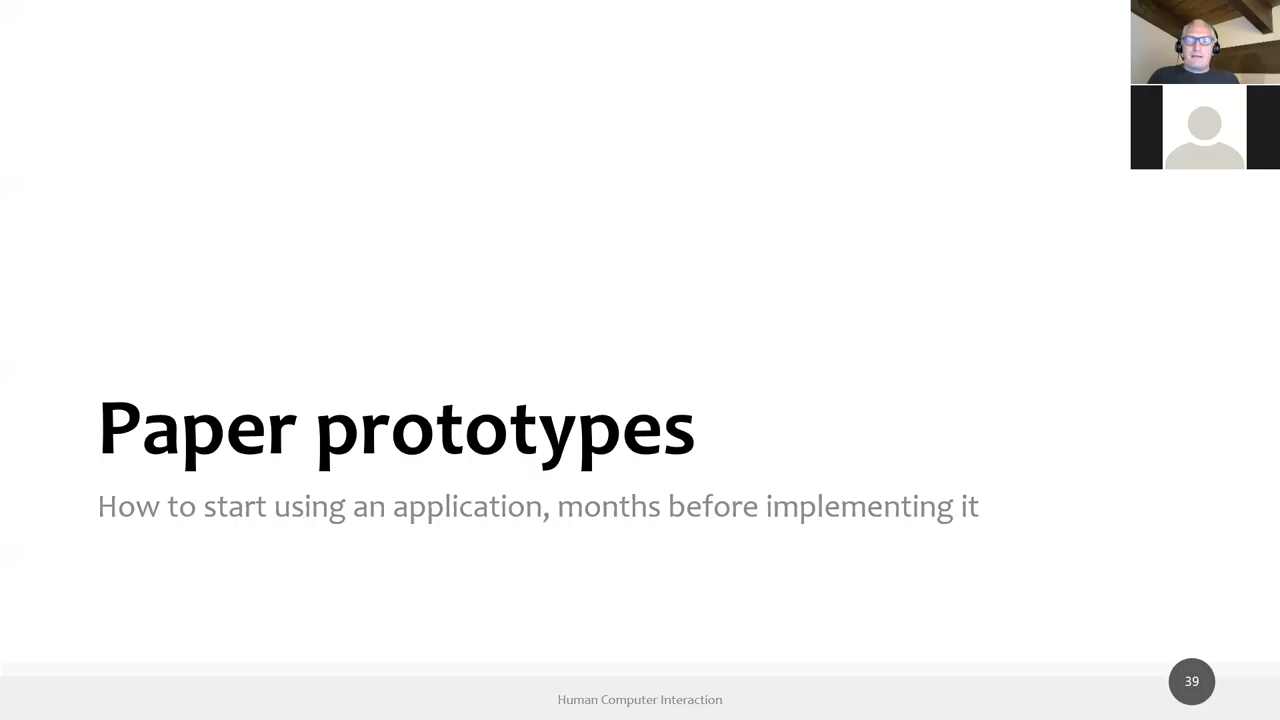 Paper prototypes
How to start using an application, months before implementing it
Human Computer Interaction
39